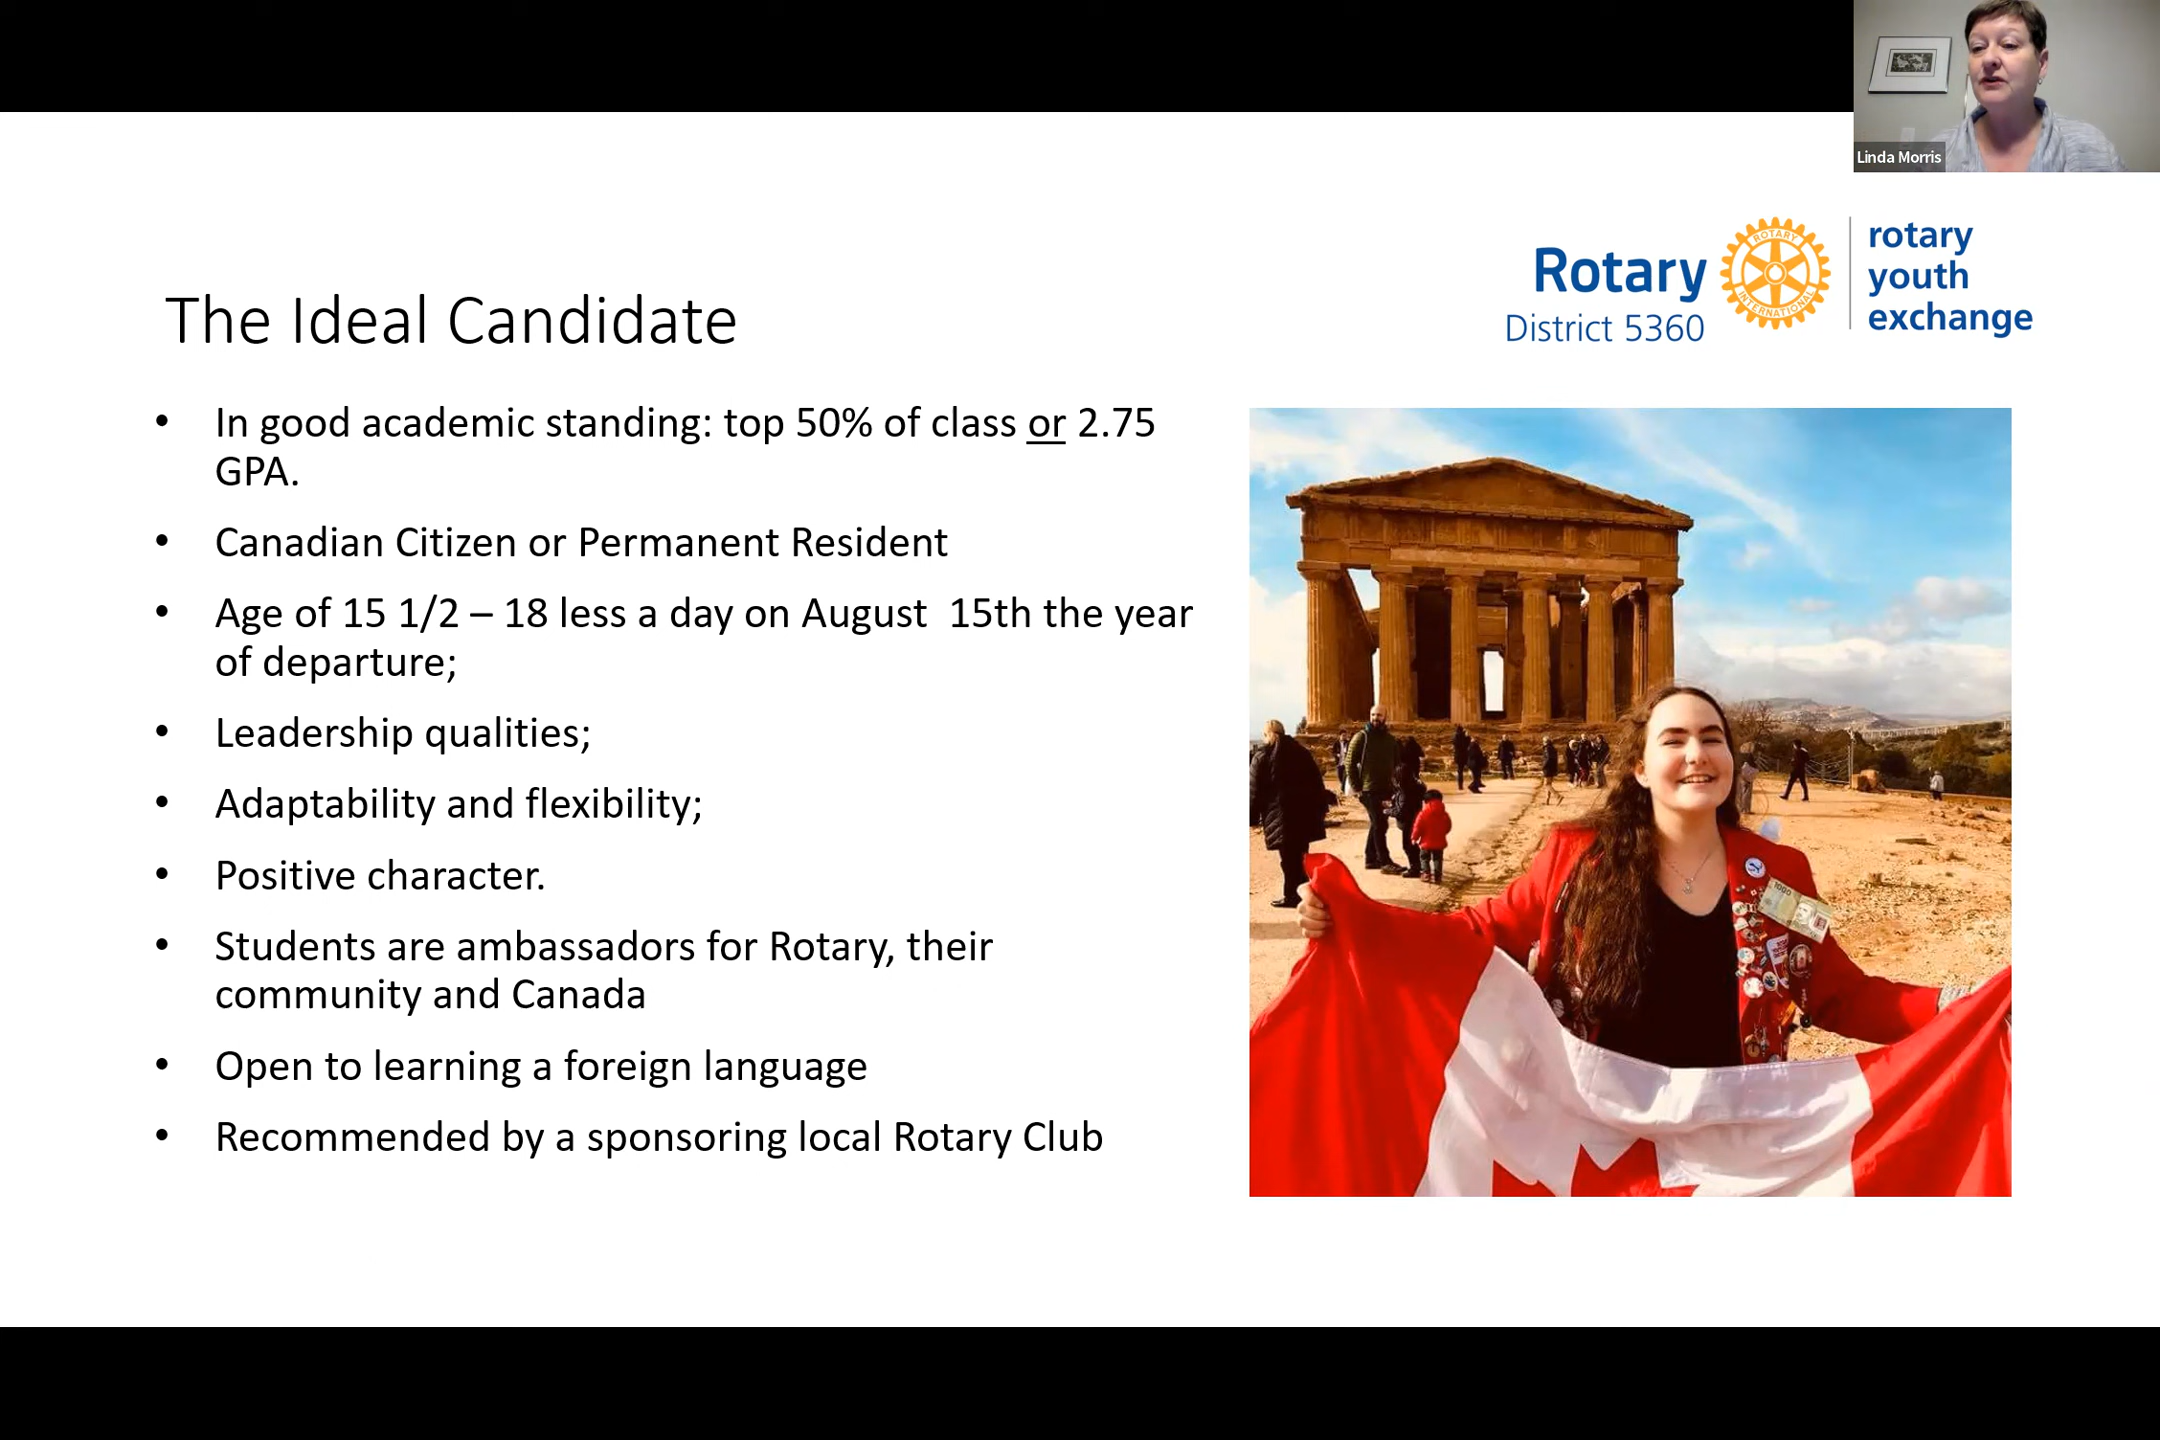 Linda Morris
Rotary
District 5360
ROTARY
INTERNATIONAL
rotary
youth
exchange
The Ideal Candidate
• In good academic standing: top 50% of class or 2.75
GPA.
• Canadian Citizen or Permanent Resident
• Age of 15 1/2 – 18 less a day on August  15th the year
of departure;
• Leadership qualities;
• Adaptability and flexibility;
• Positive character.
• Students are ambassadors for Rotary, their
community and Canada
• Open to learning a foreign language
• Recommended by a sponsoring local Rotary Club
1000